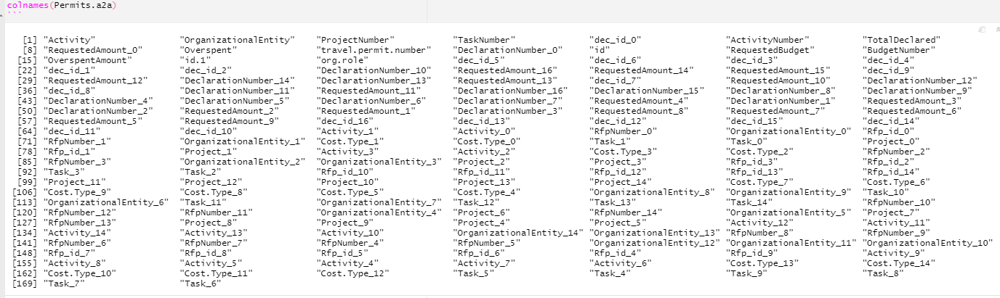 colnames(Permits.a2a)
```
[1] "Activity" "OrganizationalEntity" "ProjectNumber" "TaskNumber" "dec_id_0" "ActivityNumber" "TotalDeclared"
[8] "RequestedAmount_0" "Overspent" "travel.permit.number" "DeclarationNumber_0" "id" "RequestedBudget" "BudgetNumber"
[15] "OverspentAmount" "id.1" "org.role" "dec_id_5" "dec_id_6" "dec_id_3" "dec_id_4"
[22] "dec_id_1" "dec_id_2" "DeclarationNumber_10" "RequestedAmount_16" "RequestedAmount_14" "RequestedAmount_15" "dec_id_9"
[29] "RequestedAmount_12" "DeclarationNumber_14" "DeclarationNumber_13" "RequestedAmount_13" "dec_id_7" "RequestedAmount_10" "DeclarationNumber_12"
[36] "dec_id_8" "DeclarationNumber_11" "RequestedAmount_11" "DeclarationNumber_16" "DeclarationNumber_15" "DeclarationNumber_8" "DeclarationNumber_9"
[43] "DeclarationNumber_4" "DeclarationNumber_5" "DeclarationNumber_6" "DeclarationNumber_7" "RequestedAmount_4" "DeclarationNumber_1" "RequestedAmount_3"
[50] "DeclarationNumber_2" "RequestedAmount_2" "RequestedAmount_1" "DeclarationNumber_3" "RequestedAmount_8" "RequestedAmount_7" "RequestedAmount_6"
[57] "RequestedAmount_5" "RequestedAmount_9" "dec_id_16" "dec_id_13" "dec_id_12" "dec_id_15" "dec_id_14"
[64] "dec_id_11" "dec_id_10" "Activity_1" "Activity_0" "RfpNumber_0" "OrganizationalEntity_0" "Rfp_id_0"
[71] "RfpNumber_1" "OrganizationalEntity_1" "Cost.Type_1" "Cost.Type_0" "Task_1" "Task_0" "Project_0"
[78] "Rfp_id_1" "Project_1" "Activity_3" "Activity_2" "Cost.Type_3" "Cost.Type_2" "RfpNumber_2"
[85] "RfpNumber_3" "OrganizationalEntity_2" "OrganizationalEntity_3" "Project_2" "Project_3" "Rfp_id_3" "Rfp_id_2"
[92] "Task_3" "Task_2" "Rfp_id_10" "Rfp_id_11" "Rfp_id_12" "Rfp_id_13" "Rfp_id_14"
[99] "Project_11" "Project_12" "Project_10" "Project_13" "Project_14" "Cost.Type_7" "Cost.Type_6"
[106] "Cost.Type_9" "Cost.Type_8" "Cost.Type_5" "Cost.Type_4" "OrganizationalEntity_8" "OrganizationalEntity_9" "Task_10"
[113] "OrganizationalEntity_6" "Task_11" "OrganizationalEntity_7" "Task_12" "Task_13" "Task_14" "RfpNumber_10"
[120] "RfpNumber_12" "RfpNumber_11" "OrganizationalEntity_4" "Project_6" "RfpNumber_14" "OrganizationalEntity_5" "Project_7"
[127] "RfpNumber_13" "Project_8" "Project_9" "Project_4" "Project_5" "Activity_12" "Activity_11"
[134] "Activity_14" "Activity_13" "Activity_10" "OrganizationalEntity_14" "OrganizationalEntity_13" "RfpNumber_8" "RfpNumber_9"
[141] "RfpNumber_6" "RfpNumber_7" "RfpNumber_4" "RfpNumber_5" "OrganizationalEntity_12" "OrganizationalEntity_11" "OrganizationalEntity_10"
[148] "Rfp_id_7" "Rfp_id_8" "Rfp_id_5" "Rfp_id_6" "Rfp_id_4" "Rfp_id_9" "Activity_9"
[155] "Activity_8" "Activity_5" "Activity_4" "Activity_7" "Activity_6" "Cost.Type_13" "Cost.Type_14"
[162] "Cost.Type_10" "Cost.Type_11" "Cost.Type_12" "Task_5" "Task_4" "Task_9" "Task_8"
[169] "Task_7" "Task_6"